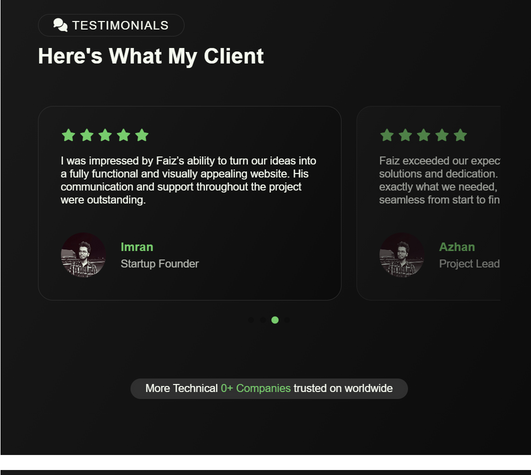 TESTIMONIALS
Here's What My Client
I was impressed by Faiz's ability to turn our ideas into
a fully functional and visually appealing website. His
communication and support throughout the project
were outstanding.
Imran
Startup Founder
Faiz exceeded our expec
solutions and dedication.
exactly what we needed,
seamless from start to fin
Azhan
Project Lead
More Technical 0+ Companies trusted on worldwide